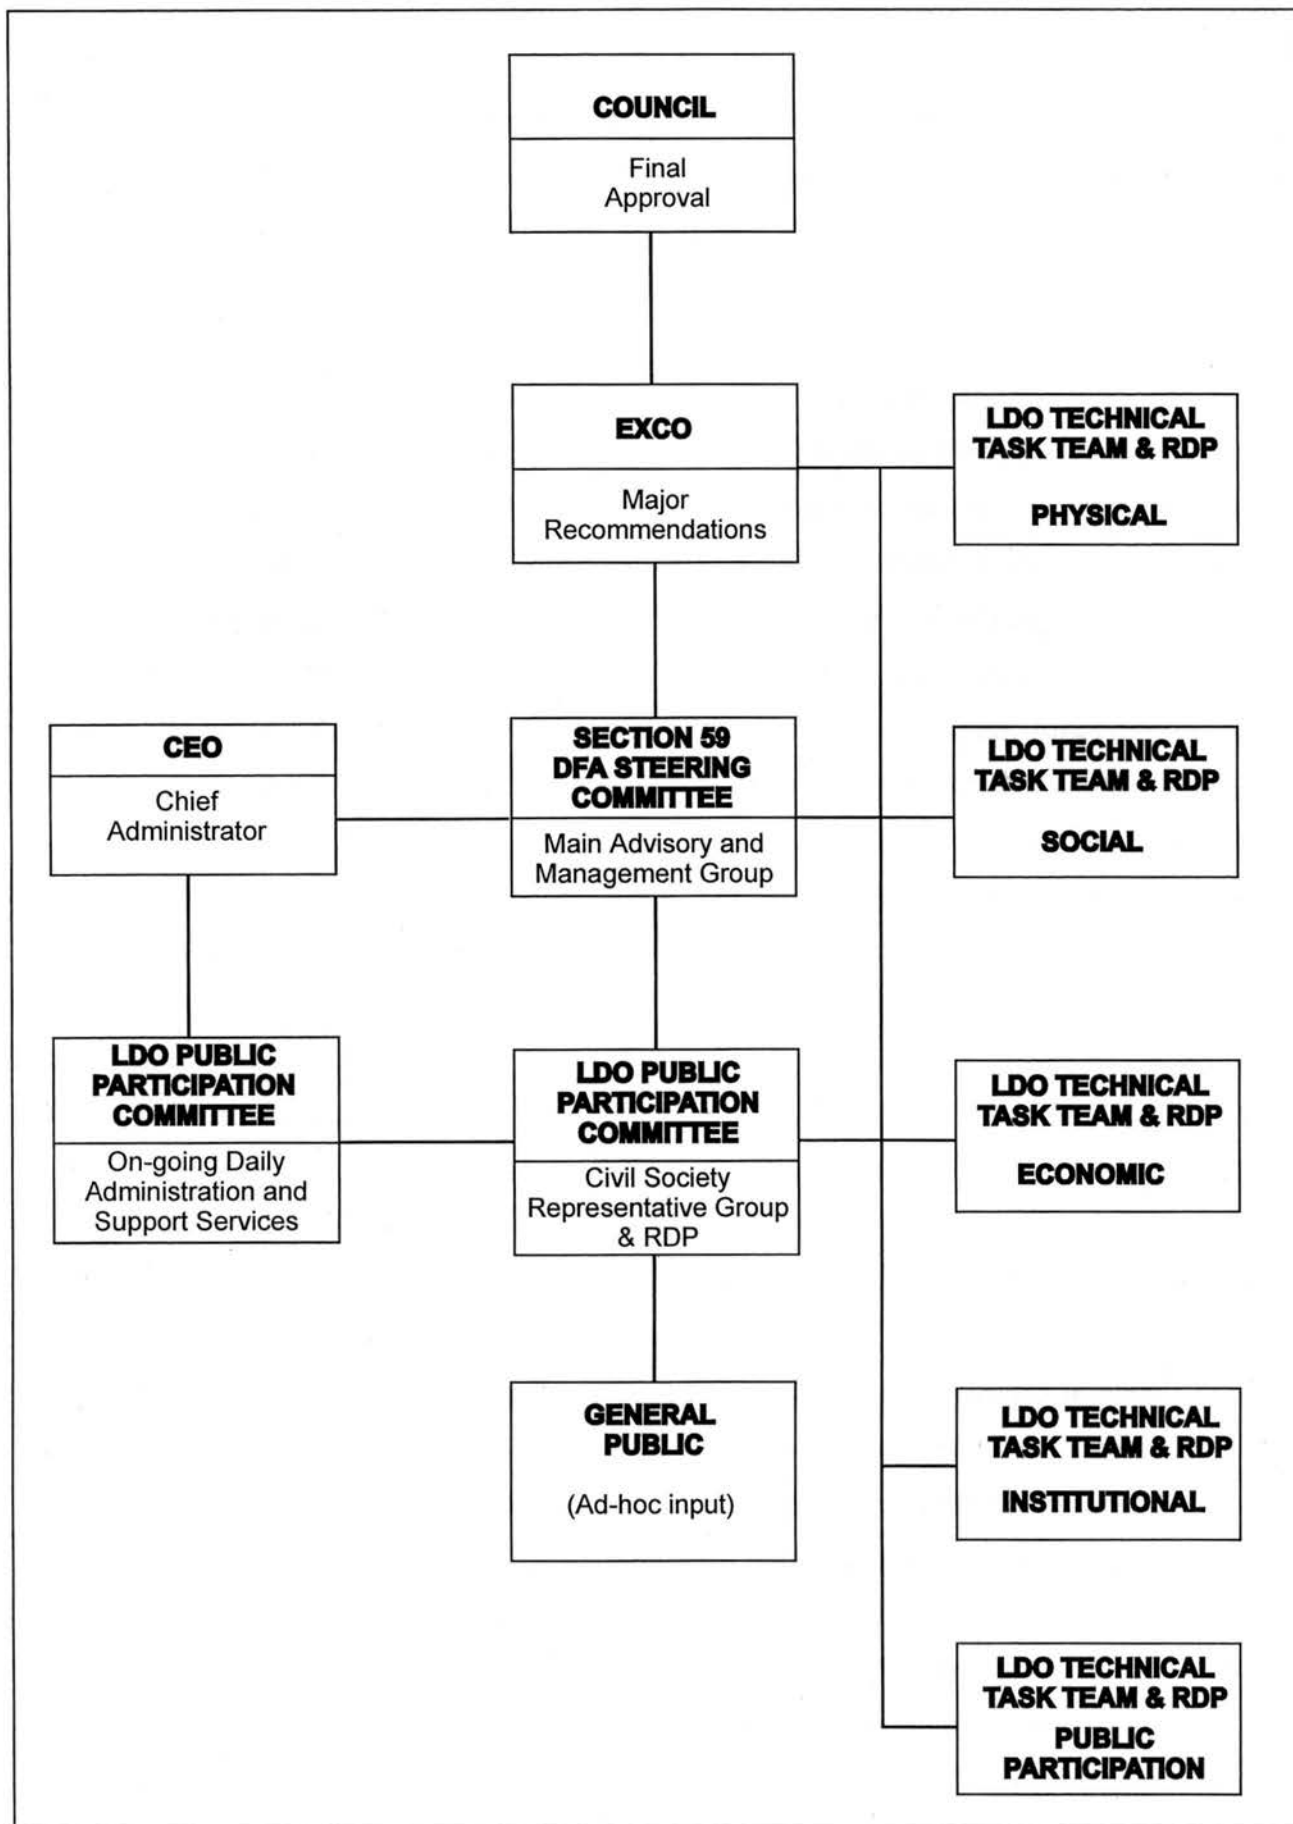 COUNCIL
Final
Approval
EXCO
Major
Recommendations
LDO TECHNICAL
TASK TEAM & RDP
PHYSICAL
CEO
Chief
Administrator
SECTION 59
DFA STEERING
COMMITTEE
Main Advisory and
Management Group
LDO TECHNICAL
TASK TEAM & RDP
SOCIAL
LDO PUBLIC
PARTICIPATION
COMMITTEE
On-going Daily
Administration and
Support Services
LDO PUBLIC
PARTICIPATION
COMMITTEE
Civil Society
Representative Group
& RDP
LDO TECHNICAL
TASK TEAM & RDP
ECONOMIC
GENERAL
PUBLIC
(Ad-hoc input)
LDO TECHNICAL
TASK TEAM & RDP
INSTITUTIONAL
LDO TECHNICAL
TASK TEAM & RDP
PUBLIC
PARTICIPATION